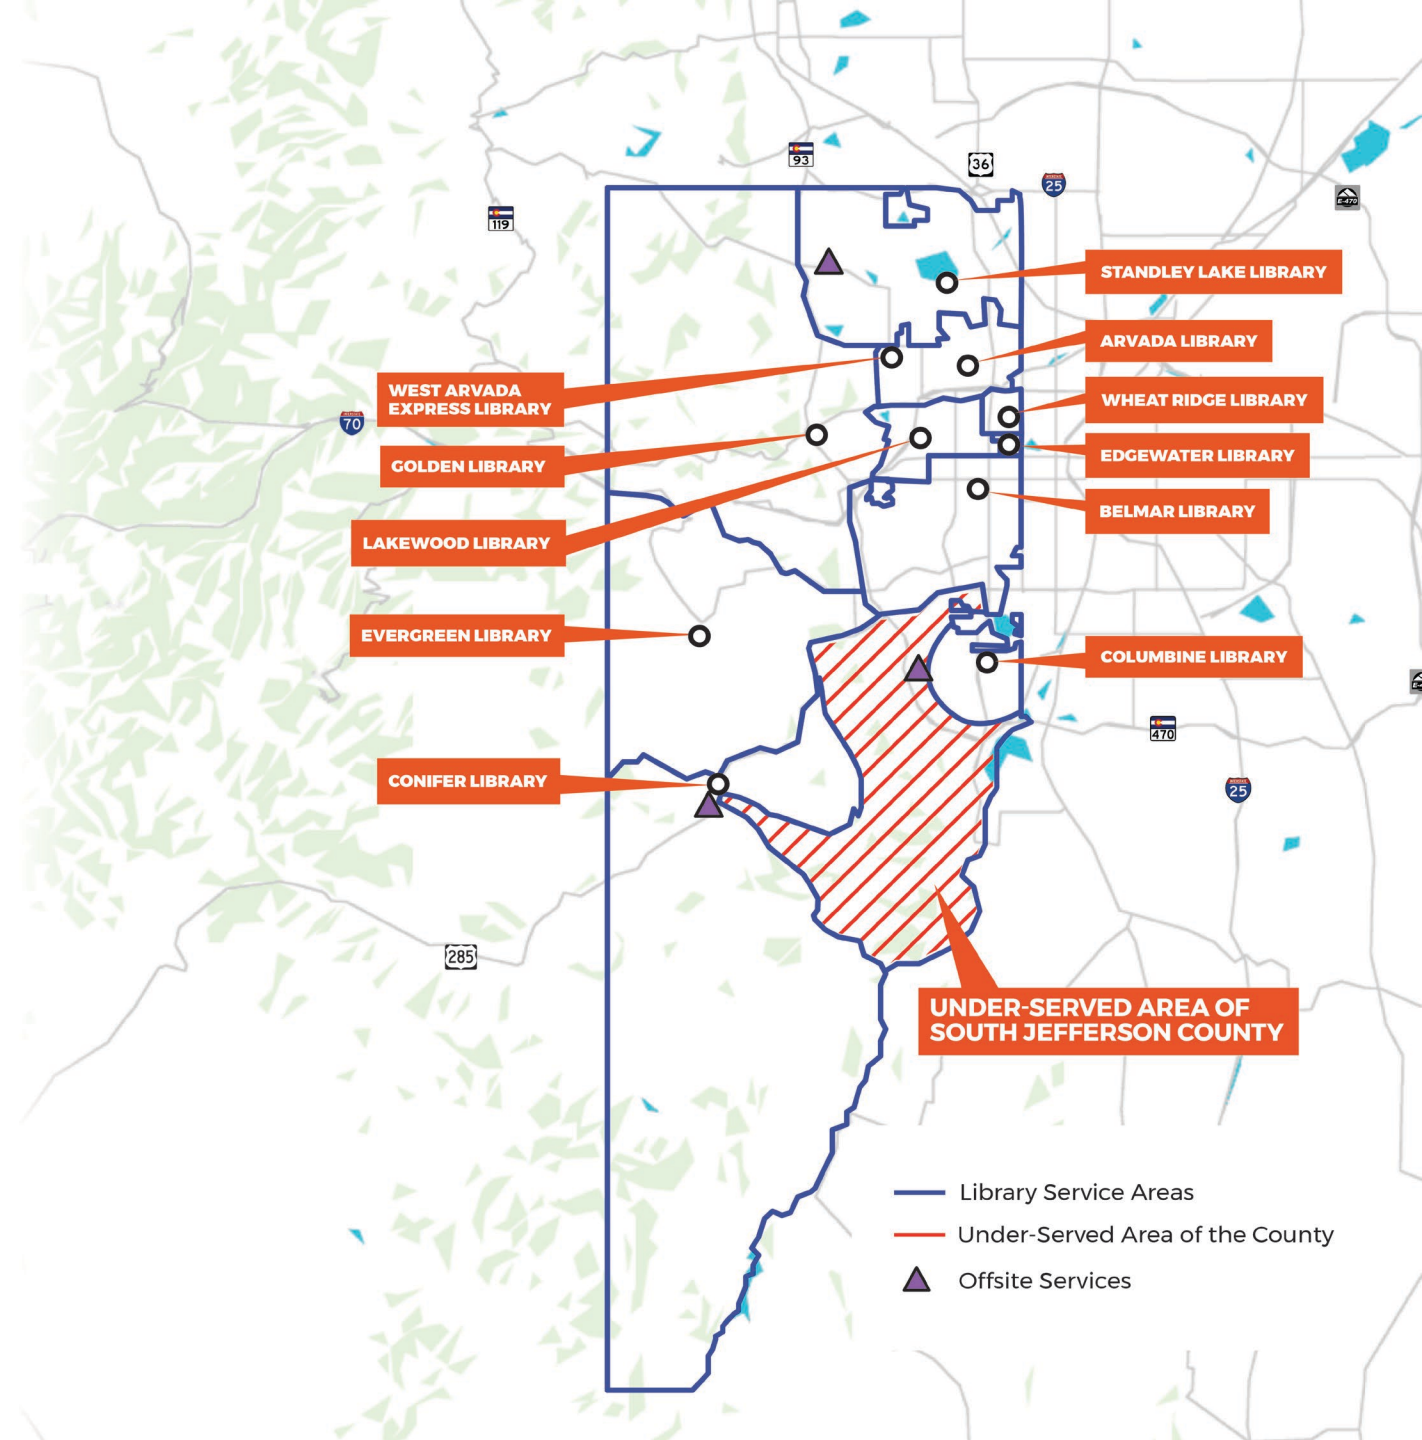 93
36
25
119
E-470
STANDLEY LAKE LIBRARY
ARVADA LIBRARY
WEST ARVADA
EXPRESS LIBRARY
WHEAT RIDGE LIBRARY
70
GOLDEN LIBRARY
EDGEWATER LIBRARY
BELMAR LIBRARY
LAKEWOOD LIBRARY
EVERGREEN LIBRARY
COLUMBINE LIBRARY
470
CONIFER LIBRARY
25
285
UNDER-SERVED AREA OF
SOUTH JEFFERSON COUNTY
Library Service Areas
Under-Served Area of the County
Offsite Services